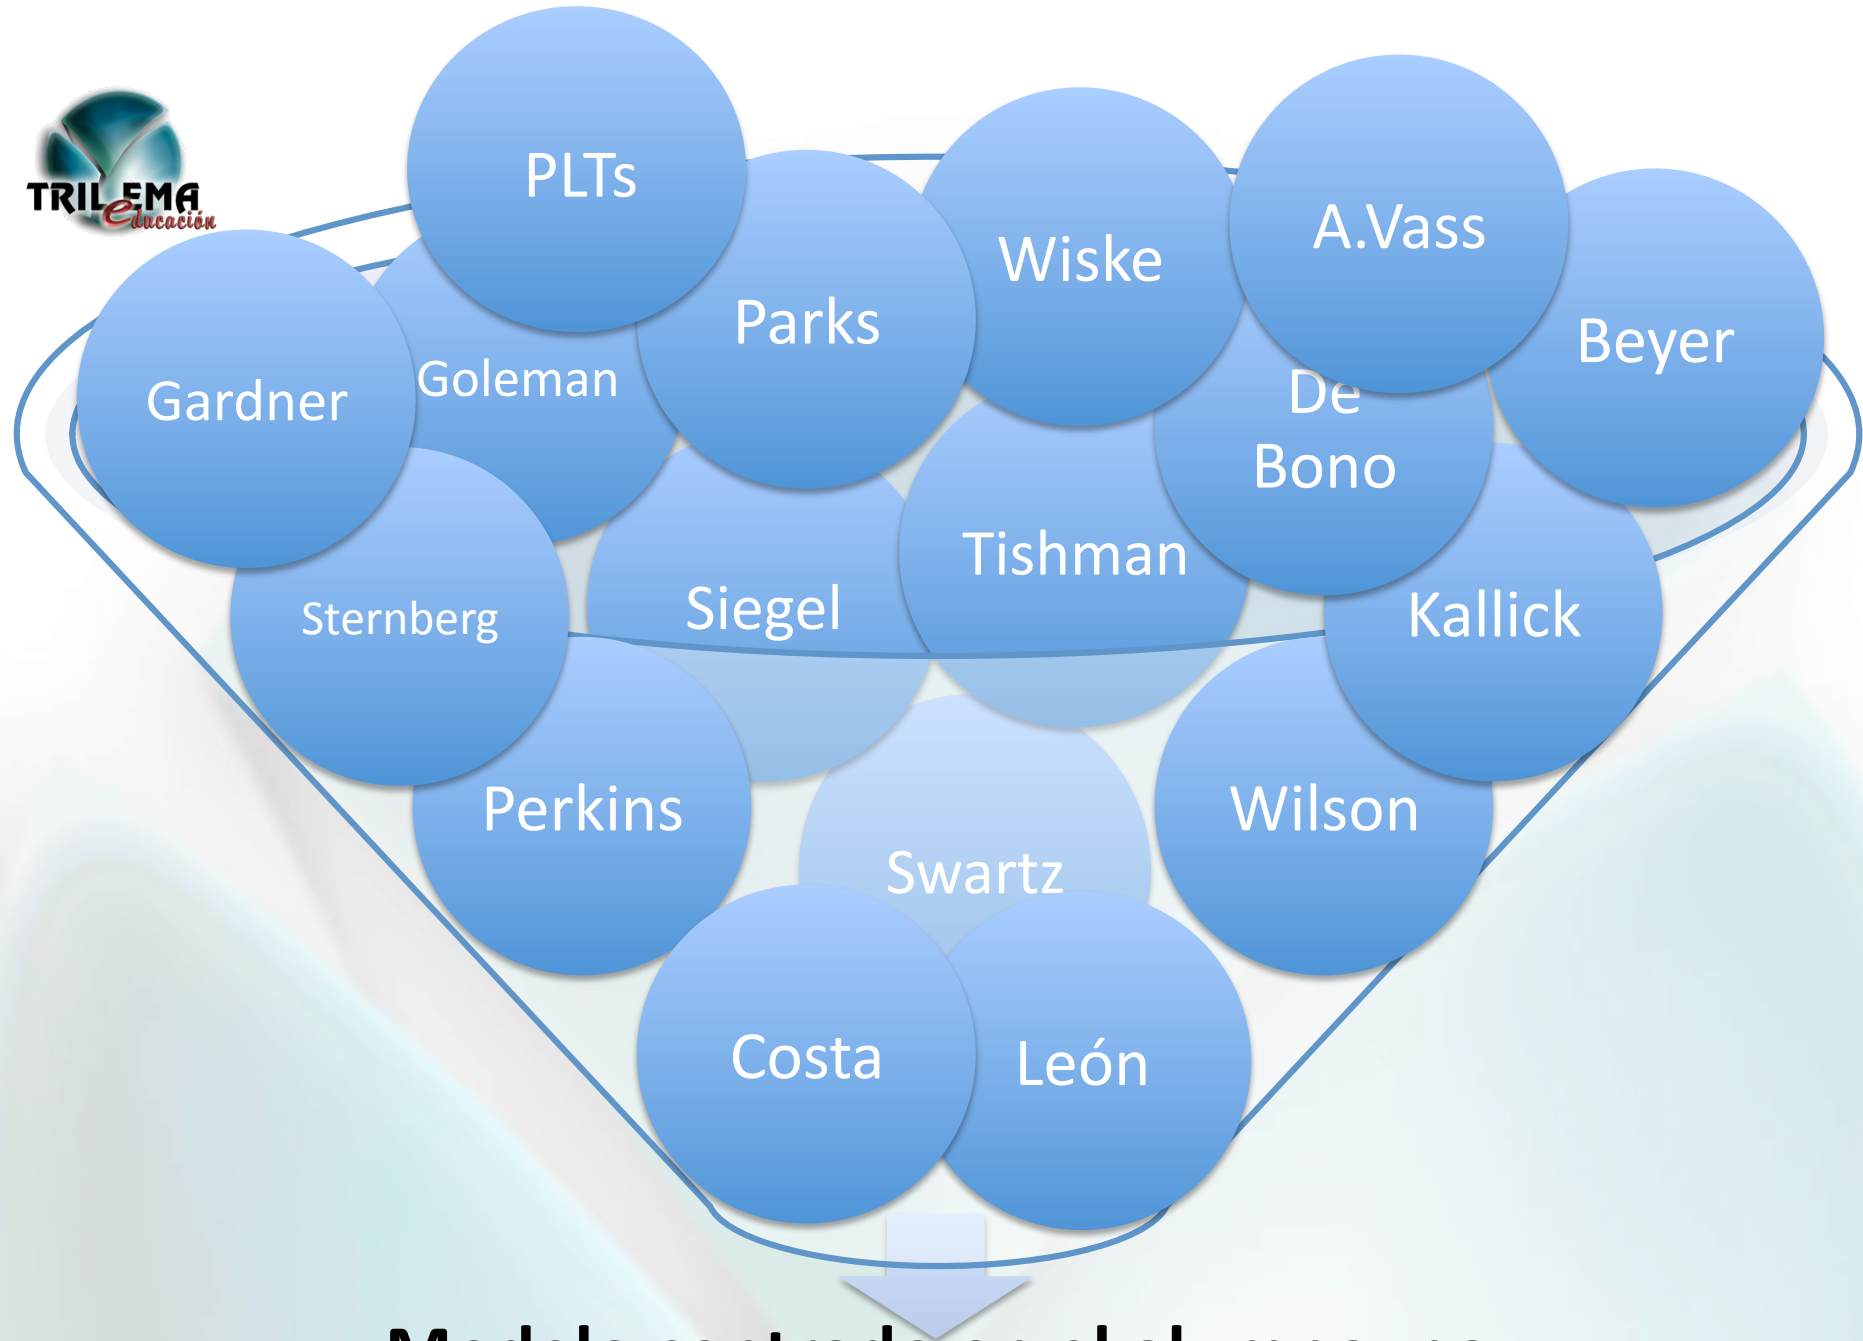 TRILEMA
educación
PLTs
A.Vass
Wiske
Parks
Beyer
Goleman
Gardner
De
Bono
Tishman
Siegel
Sternberg
Kallick
Perkins
Wilson
Swartz
Costa
León